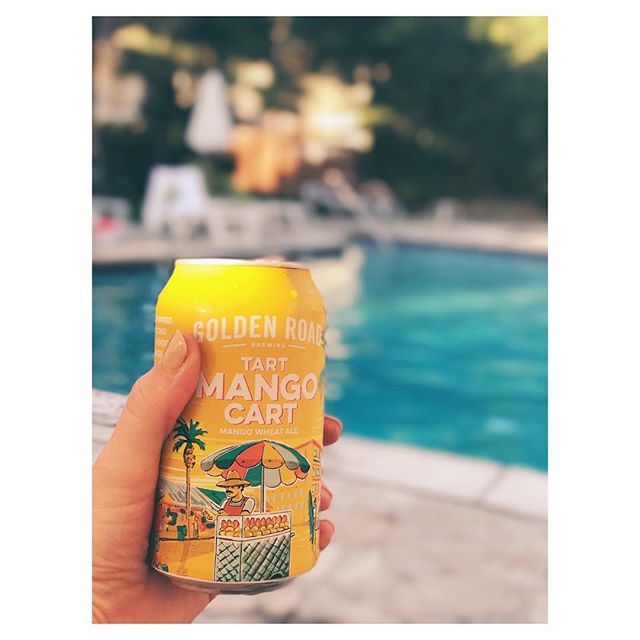 GOLDEN ROAD
BREWING
TART
MANGO
CART
MANGO WHEAT ALE